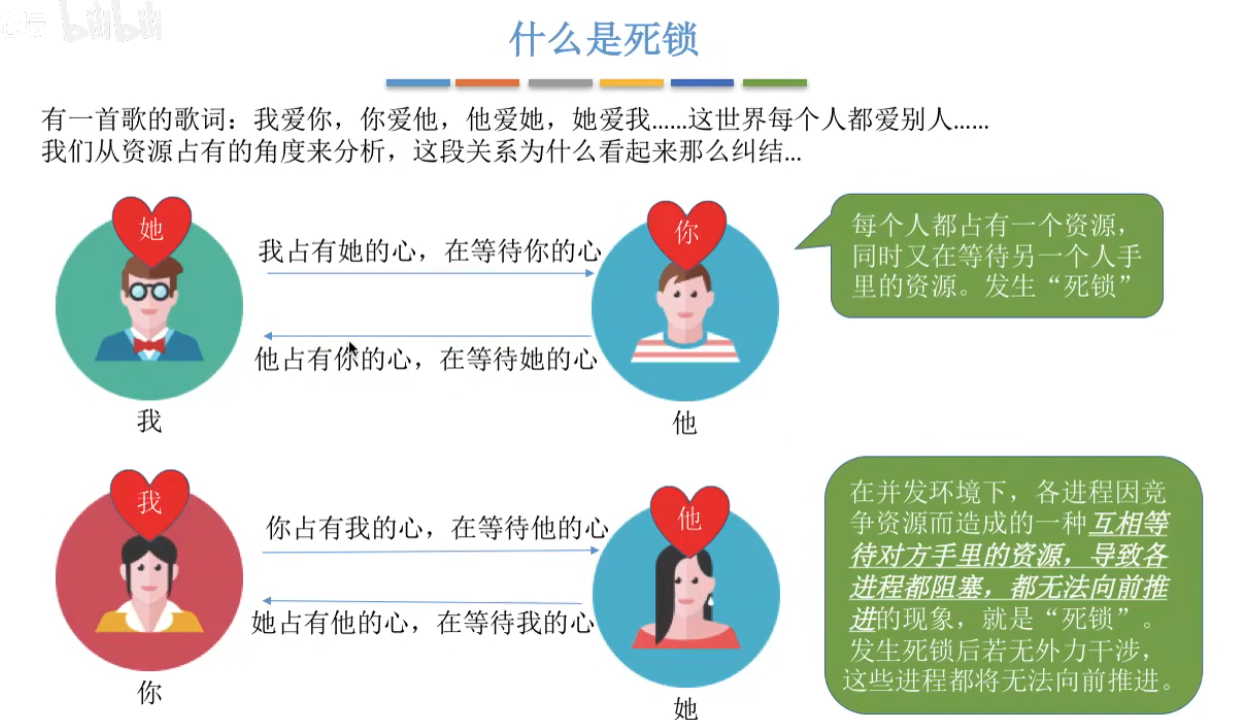 bilibili
什么是死锁
有一首歌的歌词：我爱你，你爱他，他爱她，她爱我……这世界每个人都爱别人……
我们从资源占有的角度来分析，这段关系为什么看起来那么纠结...
她
你
我占有她的心，在等待你的心
他占有你的心，在等待她的心
我
他
每个人都占有一个资源，
同时又在等待另一个人手
里的资源。发生“死锁”
我
他
你占有我的心，在等待他的心
她占有他的心，在等待我的心
你
她
在并发环境下，各进程因竞
争资源而造成的一种互相等
待对方手里的资源，导致各
进程都阻塞，都无法向前推
进的现象，就是“死锁”。
发生死锁后若无外力干涉，
这些进程都将无法向前推进。